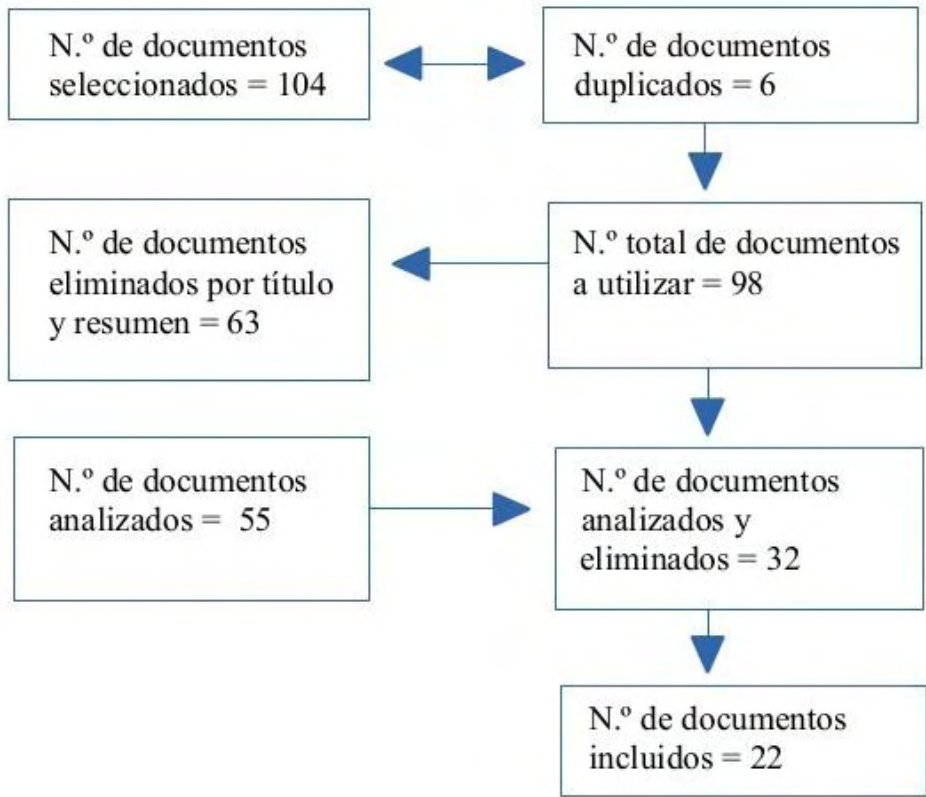 N.º de documentos
seleccionados = 104
N.º de documentos
duplicados = 6
N.º de documentos
eliminados por título
y resumen = 63
N.º total de documentos
a utilizar = 98
N.º de documentos
analizados =  55
N.º de documentos
analizados y
eliminados = 32
N.º de documentos
incluidos = 22